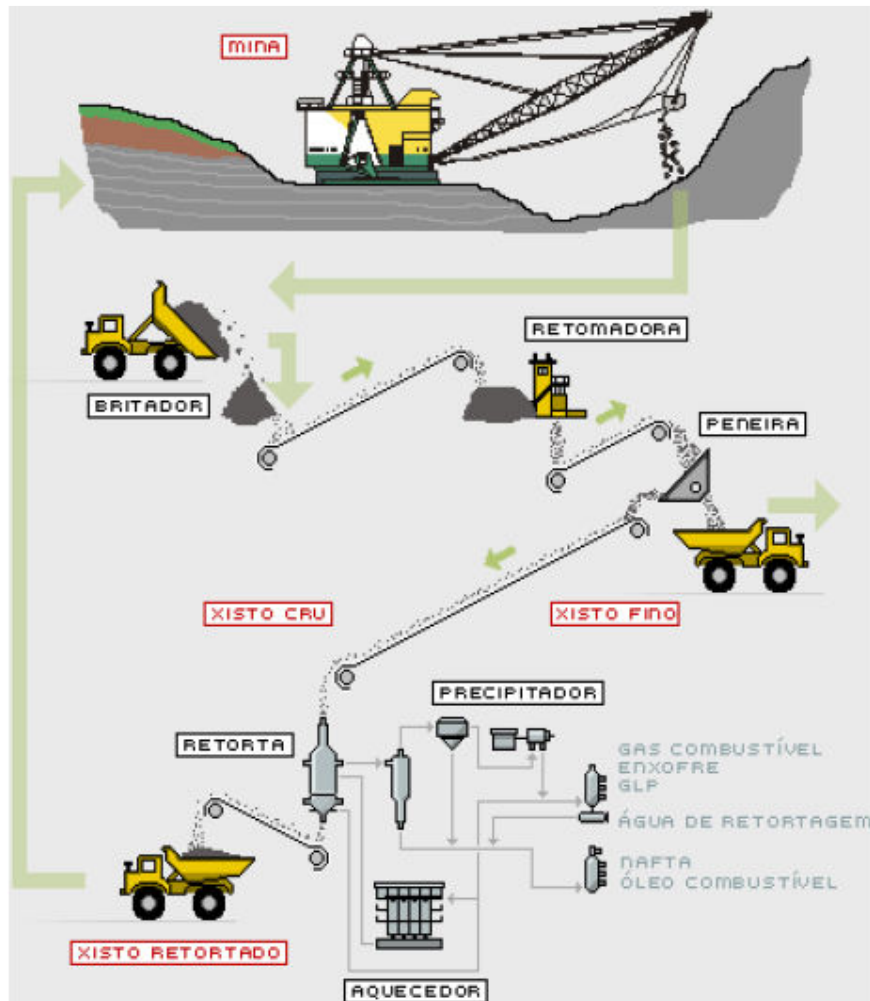 MINA
RETOMADORA
BRITADOR
PENEIRA
XISTO CRU
XISTO FINO
PRECIPITADOR
RETORTA
GAS COMBUSTÍVEL
ENXOFRE
GLP
ÁGUA DE RETORTAGEM
NAFTA
ÓLEO COMBUSTÍVEL
XISTO RETORTADO
AQUECEDOR